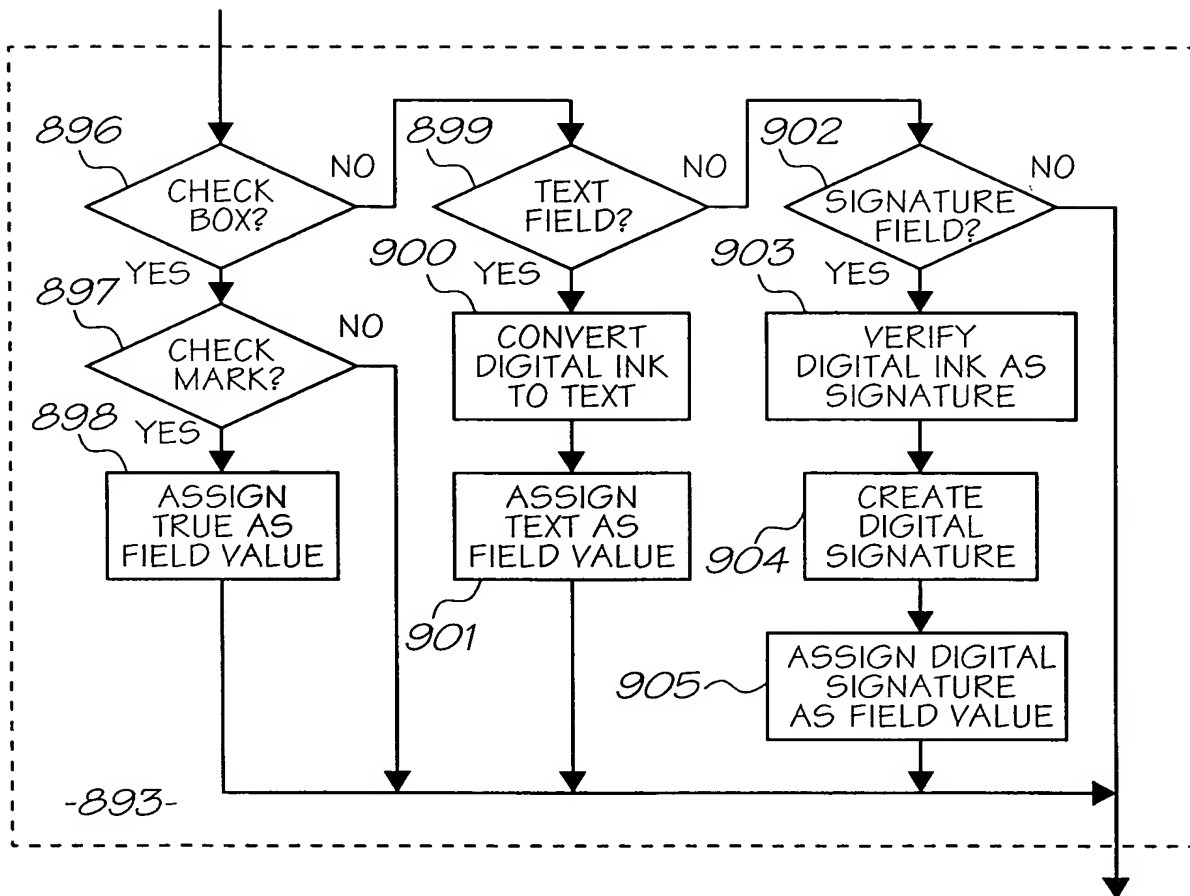 896
CHECK
BOX?
NO
YES
899
TEXT
FIELD?
NO
YES
902
SIGNATURE
FIELD?
NO
YES
897
CHECK
MARK?
NO
YES
898
ASSIGN
TRUE AS
FIELD VALUE
900
CONVERT
DIGITAL INK
TO TEXT
901
ASSIGN
TEXT AS
FIELD VALUE
903
VERIFY
DIGITAL INK AS
SIGNATURE
904
CREATE
DIGITAL
SIGNATURE
905
ASSIGN DIGITAL
SIGNATURE
AS FIELD VALUE
-893-